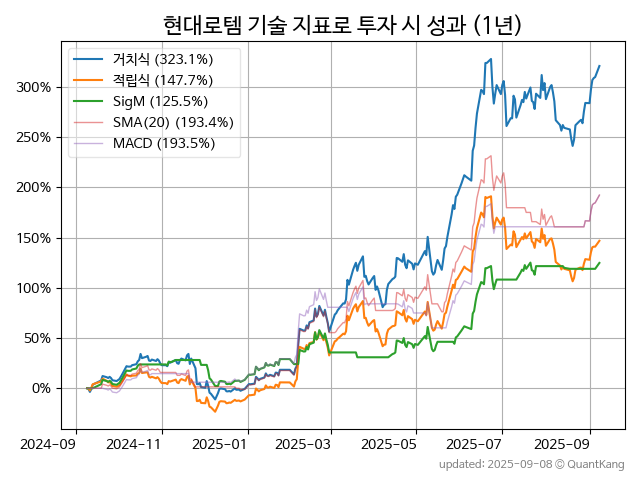 현대로템 기술 지표로 투자 시 성과 (1년)
거치식 (323.1%)
적립식 (147.7%)
SigM (125.5%)
SMA(20) (193.4%)
MACD (193.5%)
300%
250%
200%
150%
100%
50%
0%
2024-09 2024-11 2025-01 2025-03 2025-05 2025-07 2025-09
updated: 2025-09-08 © QuantKang